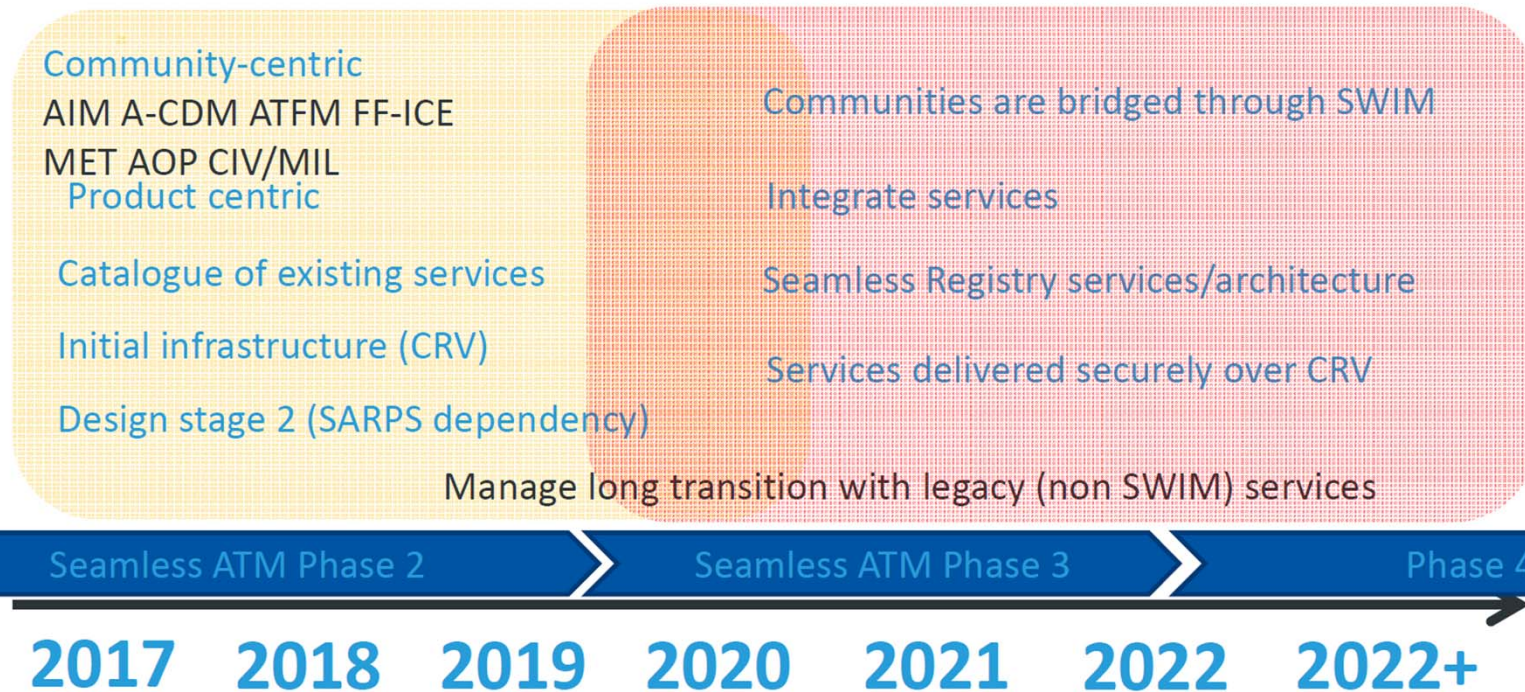 Community-centric
AIM A-CDM ATFM FF-ICE
MET AOP CIV/MIL
Product centric
Catalogue of existing services
Initial infrastructure (CRV)
Design stage 2 (SARPS dependency)
Communities are bridged through SWIM
Integrate services
Seamless Registry services/architecture
Services delivered securely over CRV
Manage long transition with legacy (non SWIM) services
Seamless ATM Phase 2
Seamless ATM Phase 3
Phase 4
2017 2018 2019 2020 2021 2022 2022+